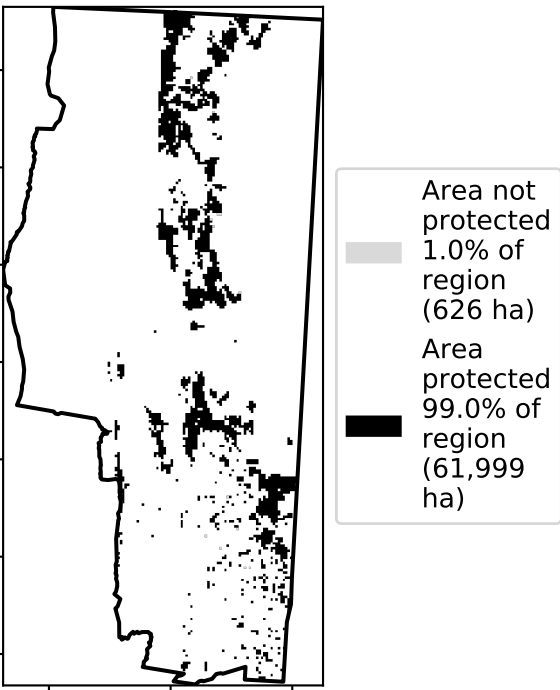 Area not
protected
1.0% of
region
(626 ha)
Area
protected
99.0% of
region
(61,999
ha)